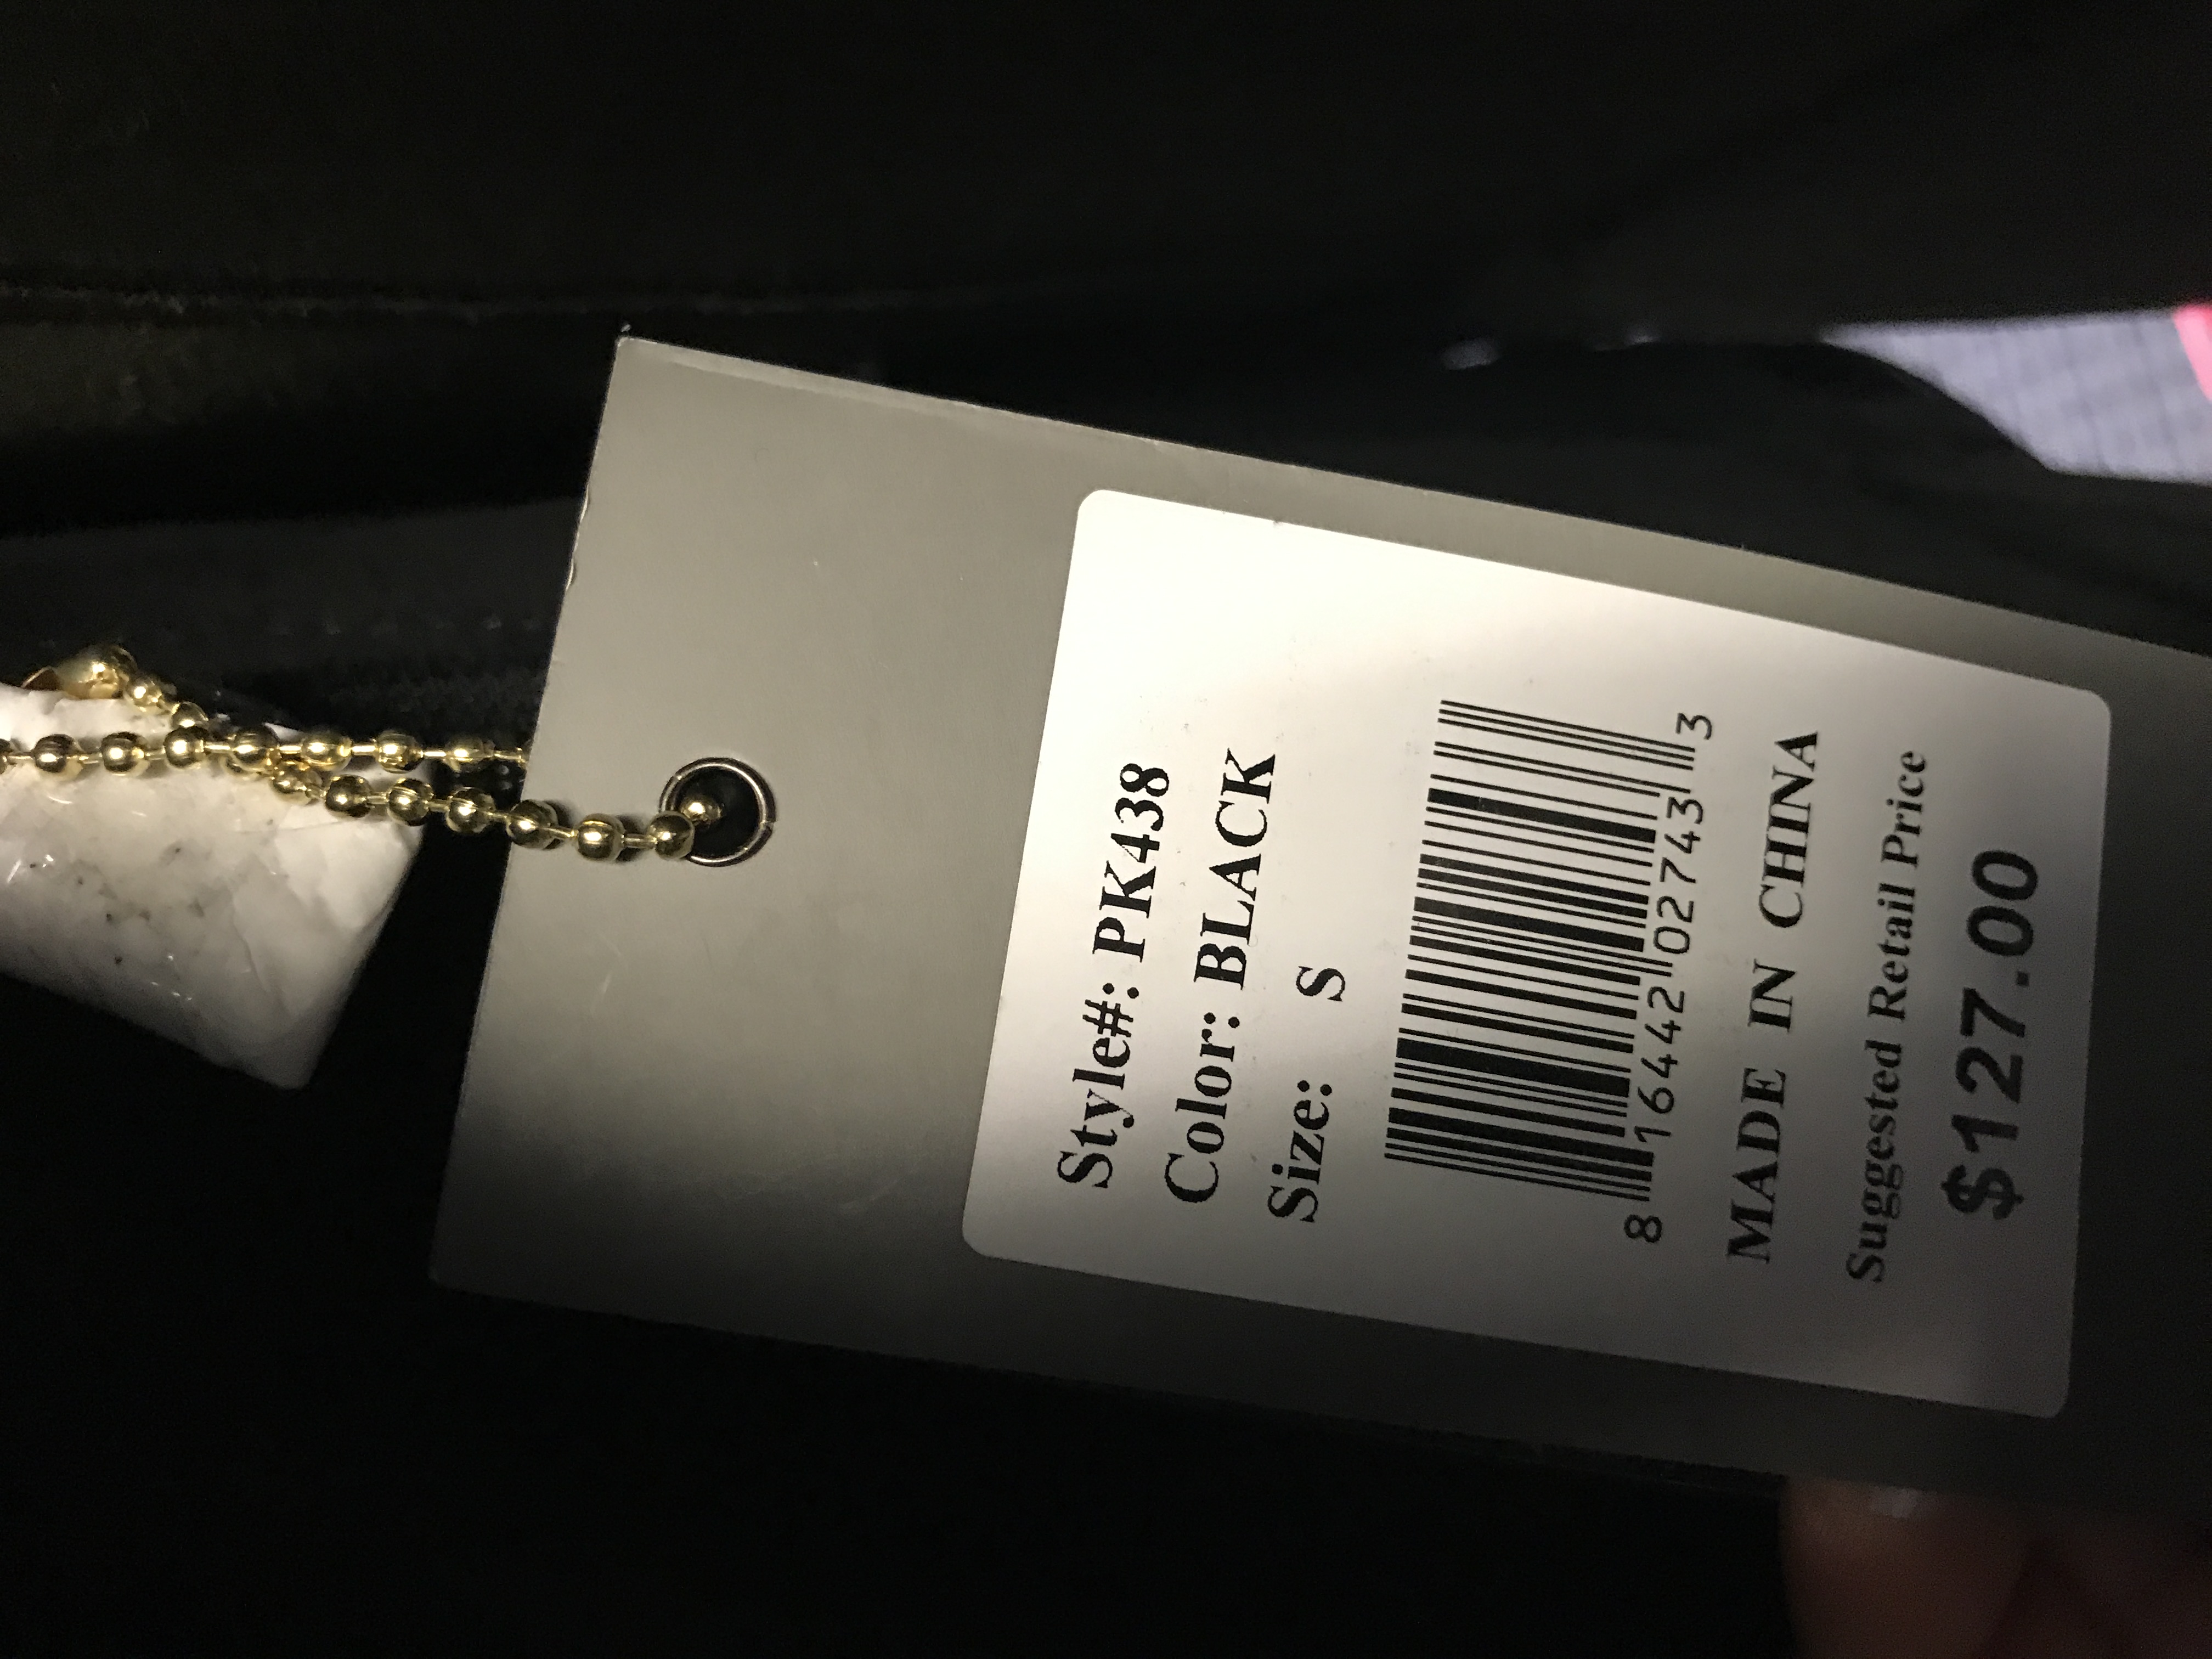 Style#: PK438
Color: BLACK
Size: S
8 16442 02743 3
MADE IN CHINA
Suggested Retail Price
$127.00